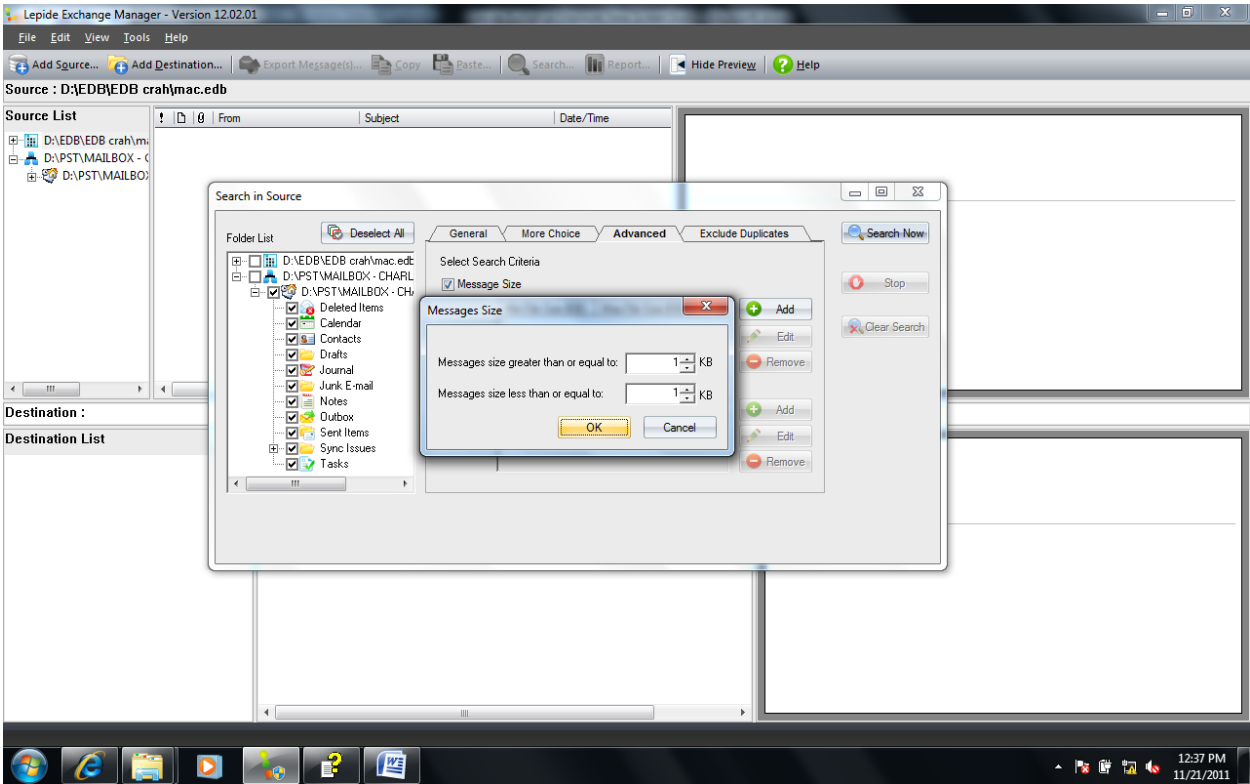 Lepide Exchange Manager - Version 12.02.01
File Edit View Tools Help
Add Source... Add Destination... Export Message(s)... Copy Paste... Search... Report... Hide Preview Help
Source : D:\EDB\EDB crah\mac.edb
Source List
! From Subject Date/Time
D:\EDB\EDB crah\ma
D:\PST\MAILBOX - C
D:\PST\MAILBO
Search in Source
Folder List
Deselect All
General More Choice Advanced Exclude Duplicates
Search Now
D:\EDB\EDB crah\mac.edb
D:\PST\MAILBOX - CHARL
D:\PST\MAILBOX - CHA
Deleted Items
Calendar
Contacts
Drafts
Journal
Junk E-mail
Notes
Outbox
Sent Items
Sync Issues
Tasks
Select Search Criteria
Message Size
Messages Size
Messages size greater than or equal to: 1 KB
Messages size less than or equal to: 1 KB
OK Cancel
Add
Edit
Remove
Add
Edit
Remove
Stop
Clear Search
Destination :
Destination List
12:37 PM
11/21/2011